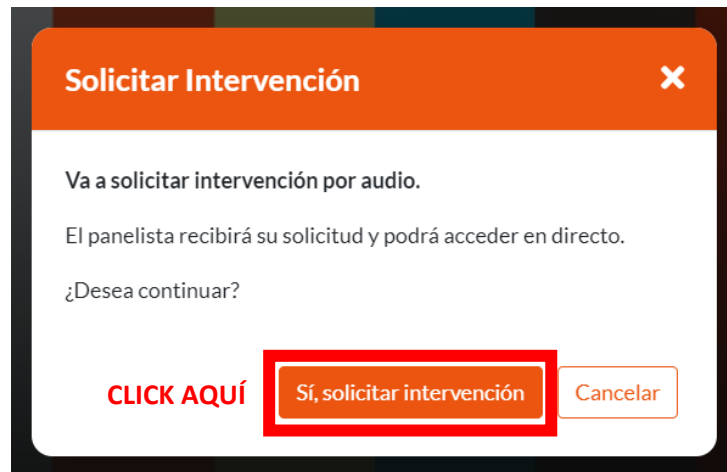 Solicitar Intervención
Va a solicitar intervención por audio.
El panelista recibirá su solicitud y podrá acceder en directo.
¿Desea continuar?
CLICK AQUÍ
Sí, solicitar intervención
Cancelar